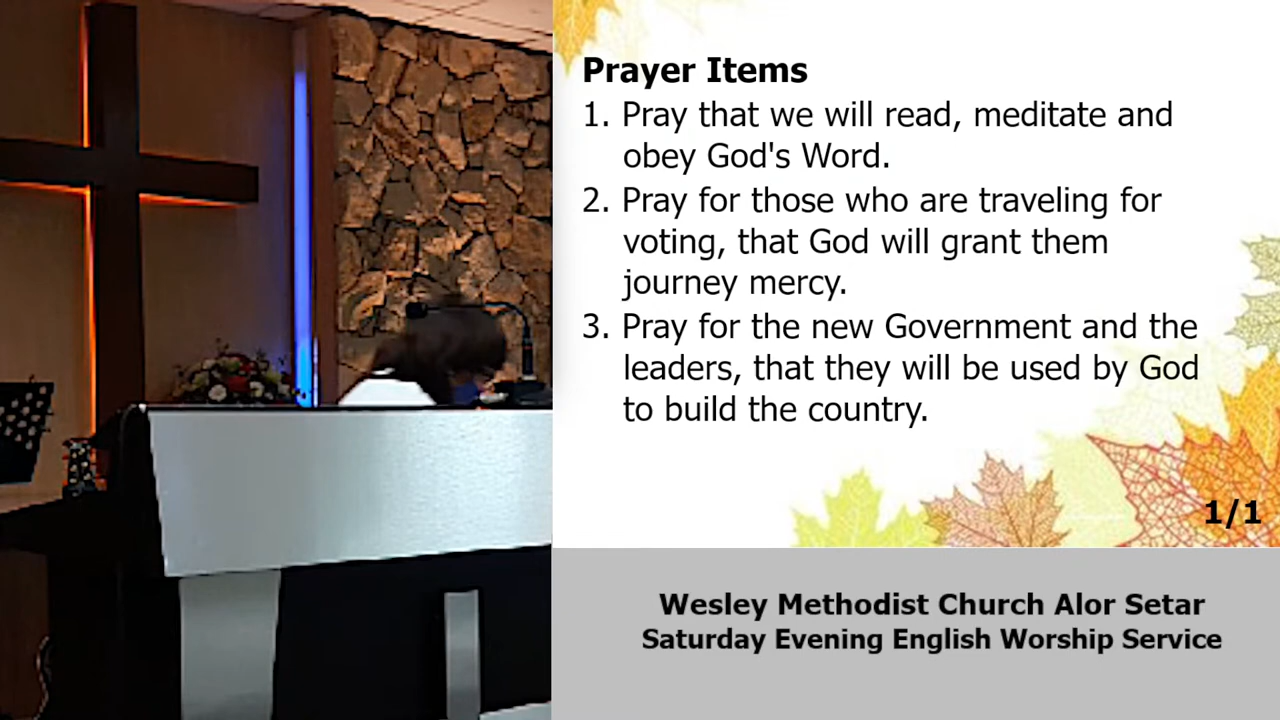 Prayer Items
1. Pray that we will read, meditate and
obey God's Word.
2. Pray for those who are traveling for
voting, that God will grant them
journey mercy.
3. Pray for the new Government and the
leaders, that they will be used by God
to build the country.
1/1
Wesley Methodist Church Alor Setar
Saturday Evening English Worship Service